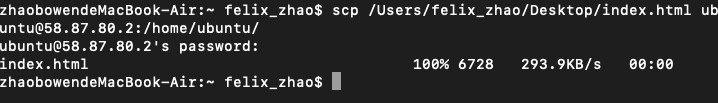 zhaobowendeMacBook-Air:~ felix_zhao$ scp /Users/felix_zhao/Desktop/index.html ub
untu@58.87.80.2:/home/ubuntu/
ubuntu@58.87.80.2's password:
index.html 100% 6728 293.9KB/s 00:00
zhaobowendeMacBook-Air:~ felix_zhao$